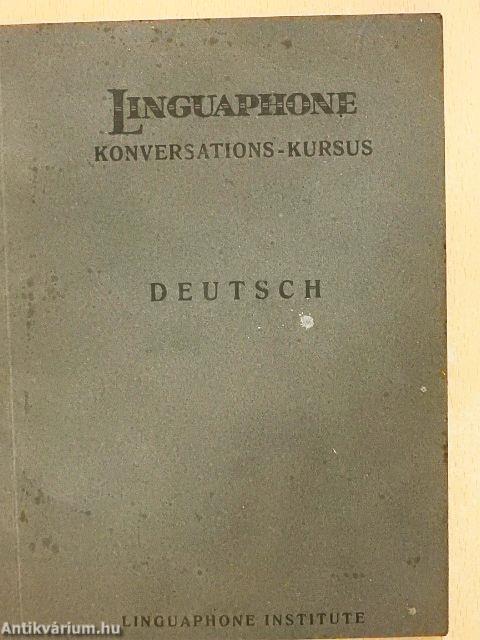 LINGUAPHONE
KONVERSATIONS-KURSUS
DEUTSCH
LINGUAPHONE INSTITUTE
Antikvárium.hu